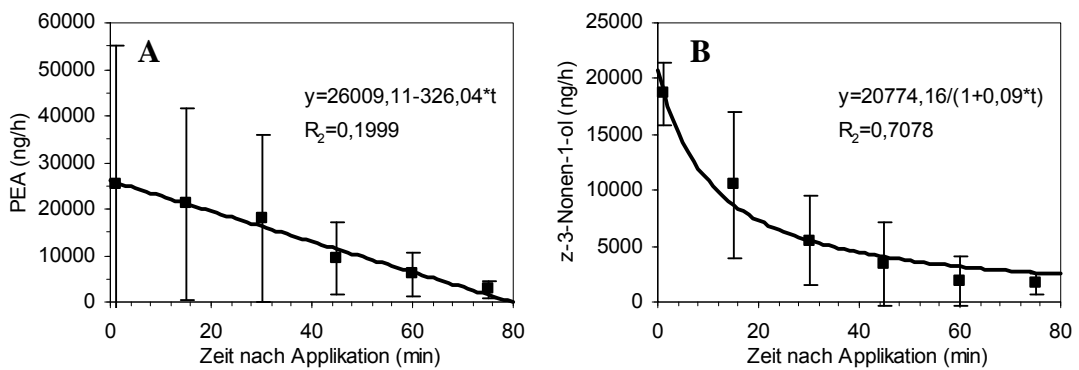 A
y=26009,11-326,04*t
R2=0,1999
PEA (ng/h)
60000
50000
40000
30000
20000
10000
0
0 20 40 60 80
Zeit nach Applikation (min)
B
y=20774,16/(1+0,09*t)
R2=0,7078
z-3-Nonen-1-ol (ng/h)
25000
20000
15000
10000
5000
0
0 20 40 60 80
Zeit nach Applikation (min)